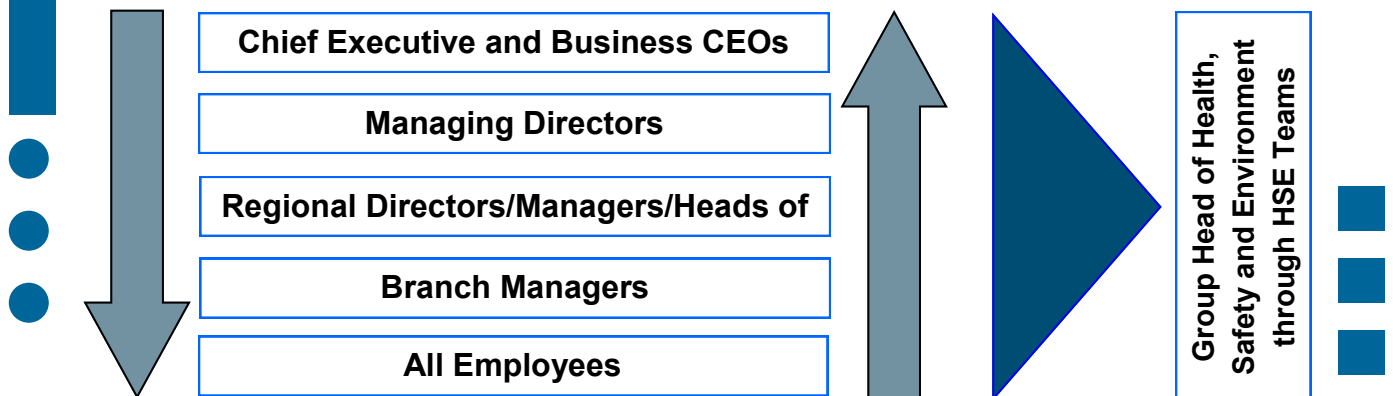 Chief Executive and Business CEOs
Managing Directors
Regional Directors/Managers/Heads of
Branch Managers
All Employees
Group Head of Health,
Safety and Environment
through HSE Teams